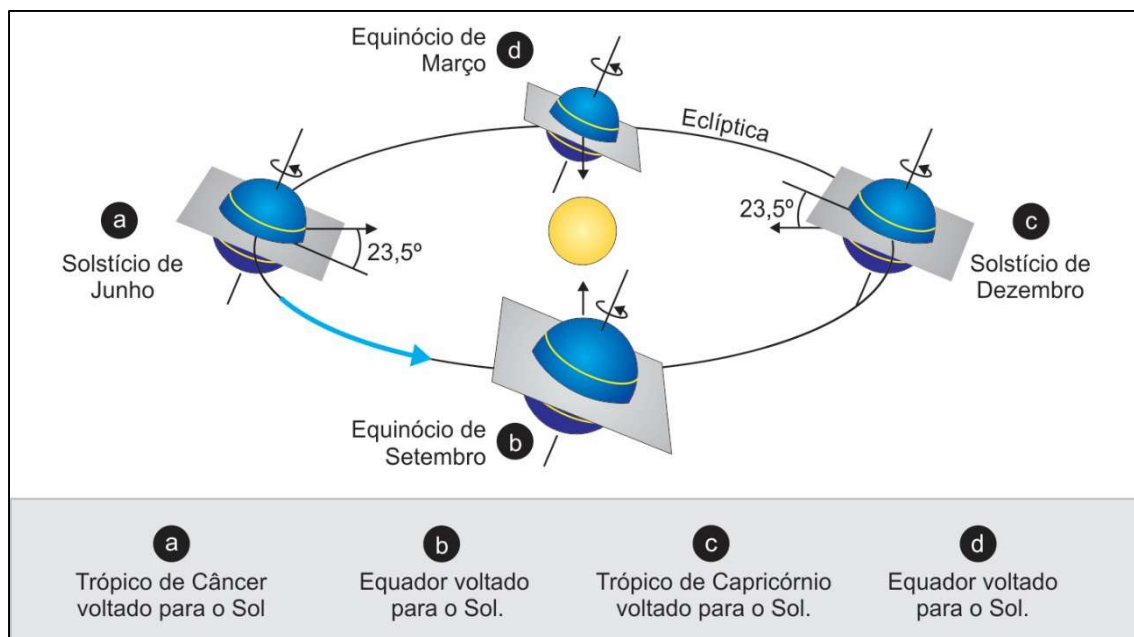 Equinócio de
Março
d
Eclíptica
a
Solstício de
Junho
23,5º
23,5º
c
Solstício de
Dezembro
Equinócio de
Setembro
b
a
Trópico de Câncer
voltado para o Sol
b
Equador voltado
para o Sol.
c
Trópico de Capricórnio
voltado para o Sol.
d
Equador voltado
para o Sol.